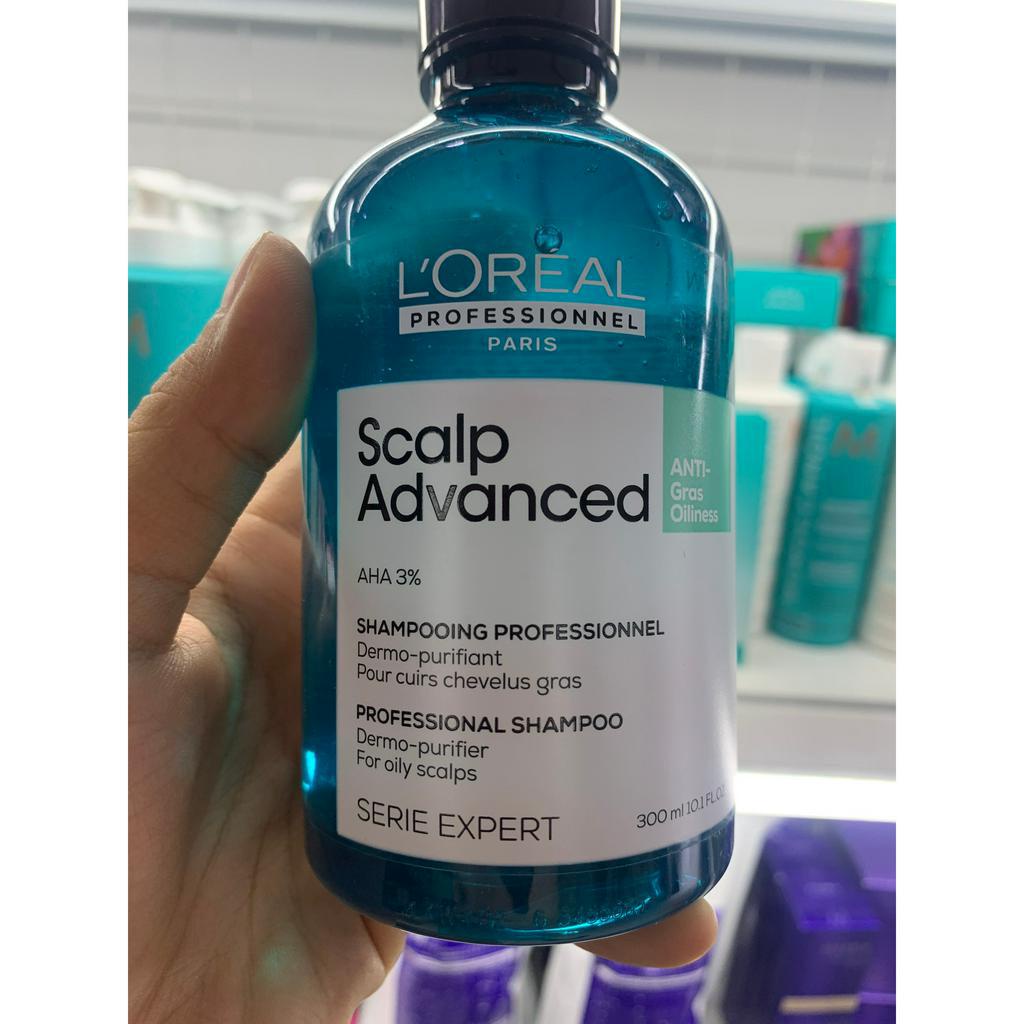 L'ORÉAL
PROFESSIONNEL
PARIS
Scalp
Advanced
ANTI-
Gras
Oiliness
AHA 3%
SHAMPOOING PROFESSIONNEL
Dermo-purifiant
Pour cuirs chevelus gras
PROFESSIONAL SHAMPOO
Dermo-purifier
For oily scalps
SERIE EXPERT
300 ml 10.1 FL.OZ